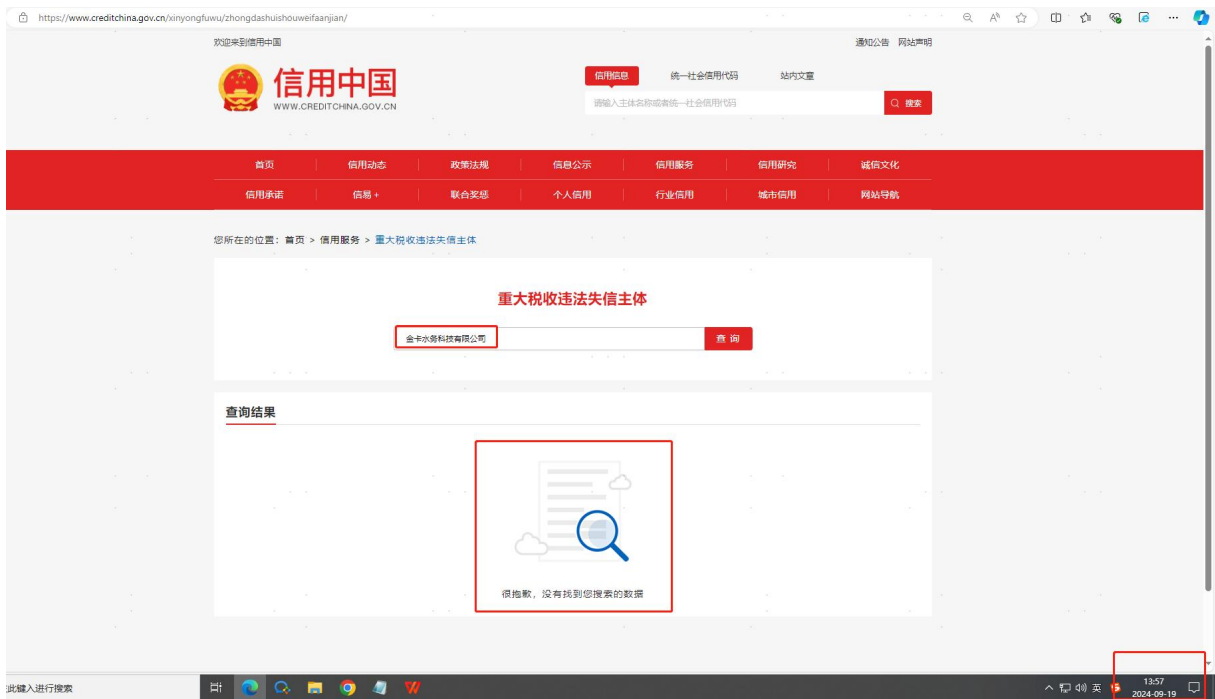 https://www.creditchina.gov.cn/xinyongfuwu/zhongdashuishouweifaanjian/
欢迎来到信用中国
通知公告 网站声明
信用中国
WWW.CREDITCHINA.GOV.CN
信用信息 统一社会信用代码 站内文章
请输入主体名称或者统一社会信用代码 搜索
首页 信用动态 政策法规 信息公示 信用服务 信用研究 诚信文化
信用承诺 信易+ 联合奖惩 个人信用 行业信用 城市信用 网站导航
您所在的位置：首页 > 信用服务 > 重大税收违法失信主体
重大税收违法失信主体
金卡水务科技有限公司 查询
查询结果
很抱歉，没有找到您搜索的数据
此键入进行搜索
英
13:57
2024-09-19